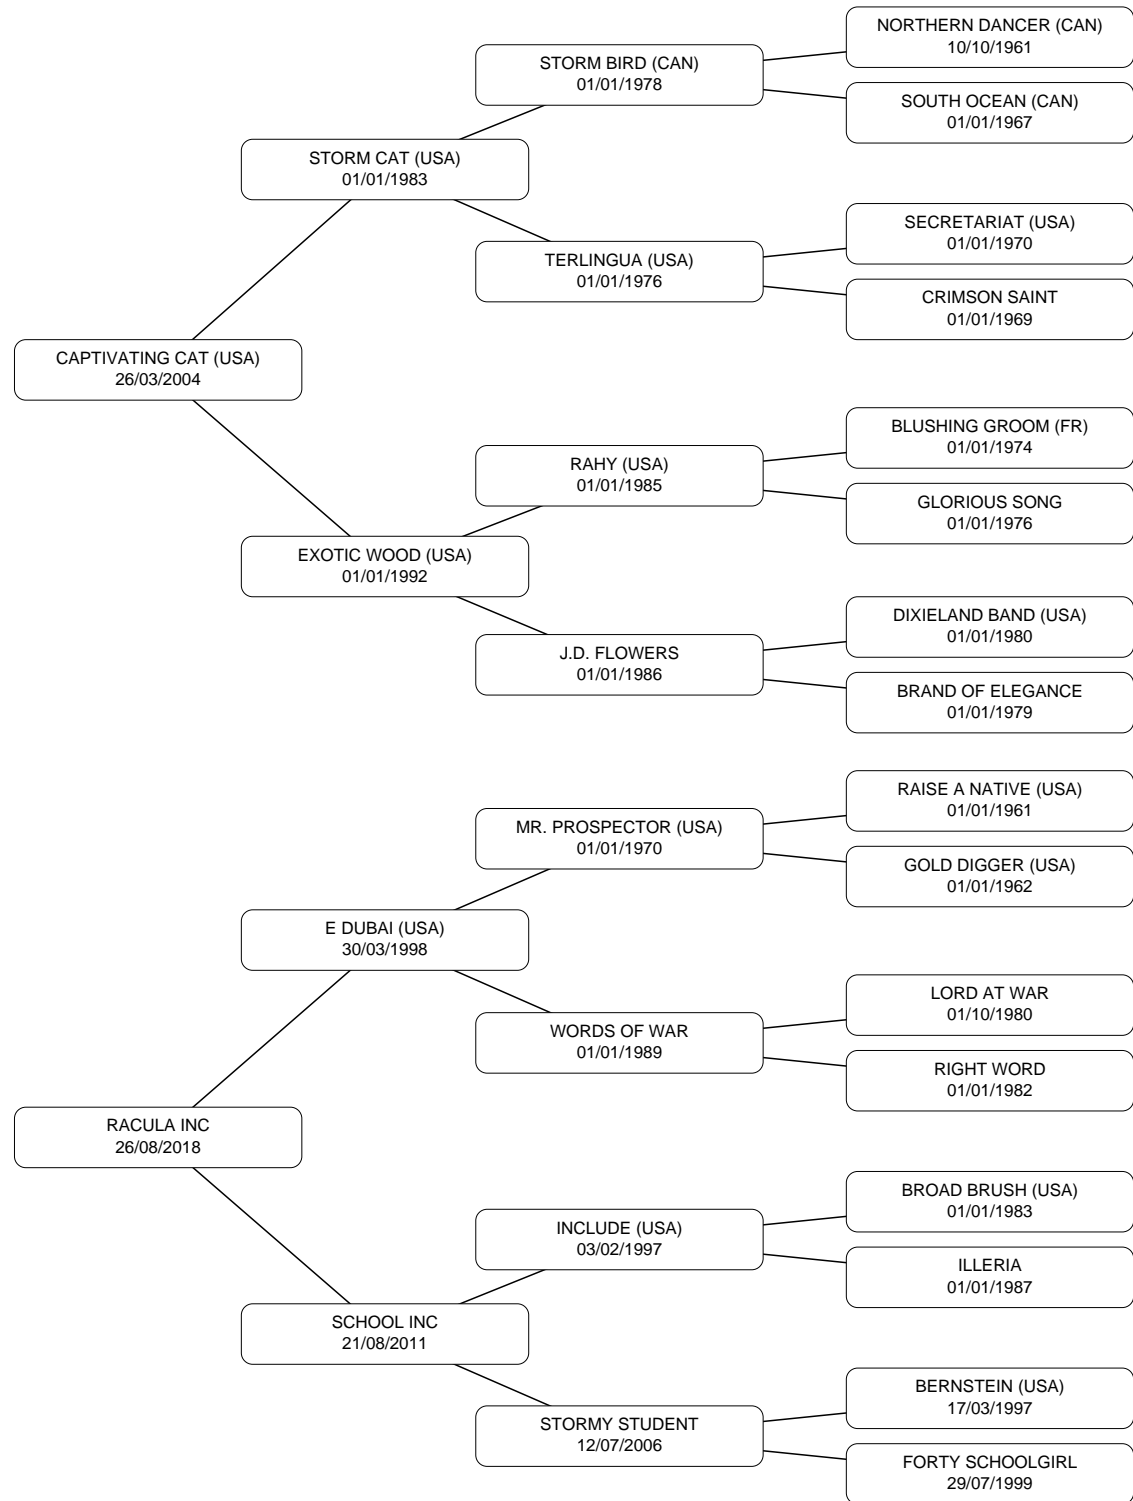 NORTHERN DANCER (CAN)
10/10/1961
STORM BIRD (CAN)
01/01/1978
SOUTH OCEAN (CAN)
01/01/1967
STORM CAT (USA)
01/01/1983
SECRETARIAT (USA)
01/01/1970
TERLINGUA (USA)
01/01/1976
CRIMSON SAINT
01/01/1969
CAPTIVATING CAT (USA)
26/03/2004
BLUSHING GROOM (FR)
01/01/1974
RAHY (USA)
01/01/1985
GLORIOUS SONG
01/01/1976
EXOTIC WOOD (USA)
01/01/1992
DIXIELAND BAND (USA)
01/01/1980
J.D. FLOWERS
01/01/1986
BRAND OF ELEGANCE
01/01/1979
RAISE A NATIVE (USA)
01/01/1961
MR. PROSPECTOR (USA)
01/01/1970
GOLD DIGGER (USA)
01/01/1962
E DUBAI (USA)
30/03/1998
LORD AT WAR
01/10/1980
WORDS OF WAR
01/01/1989
RIGHT WORD
01/01/1982
RACULA INC
26/08/2018
BROAD BRUSH (USA)
01/01/1983
INCLUDE (USA)
03/02/1997
ILLERIA
01/01/1987
SCHOOL INC
21/08/2011
BERNSTEIN (USA)
17/03/1997
STORMY STUDENT
12/07/2006
FORTY SCHOOLGIRL
29/07/1999